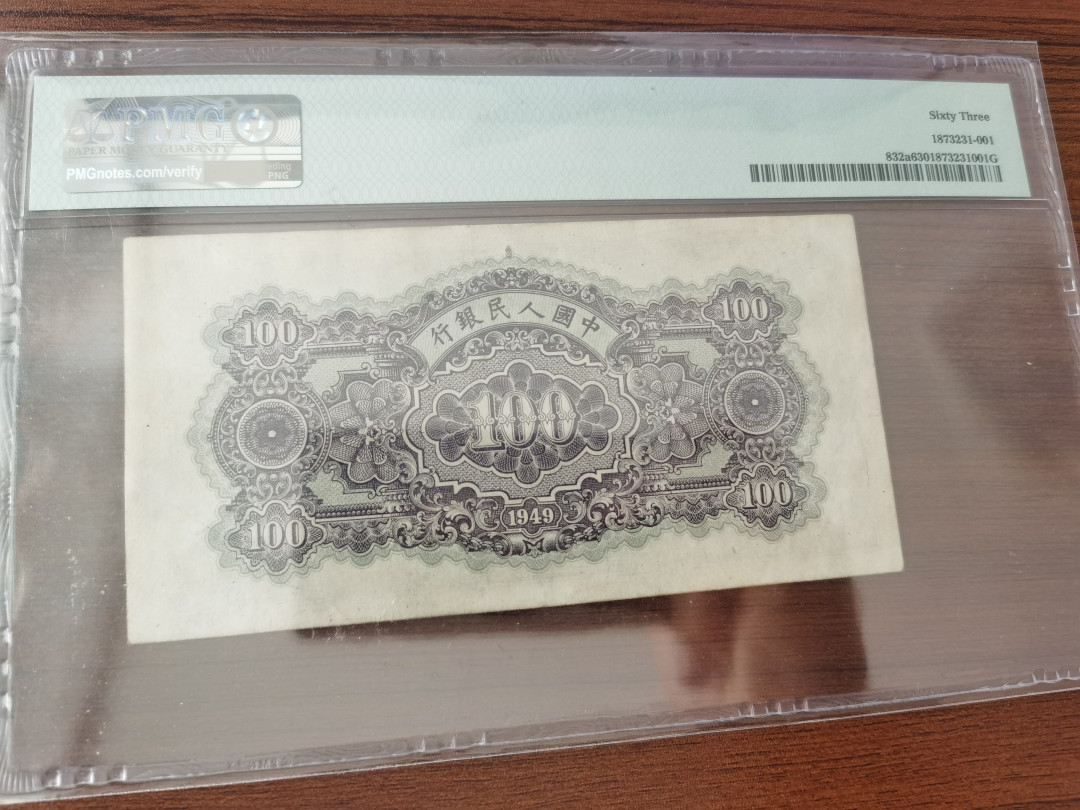 PMG
PAPER MONEY GUARANTY
PMGnotes.com/verify
PNG
Sixty Three
1873231-001
832a6301873231001G
行銀民人國中
100
100
100
1949
100
100